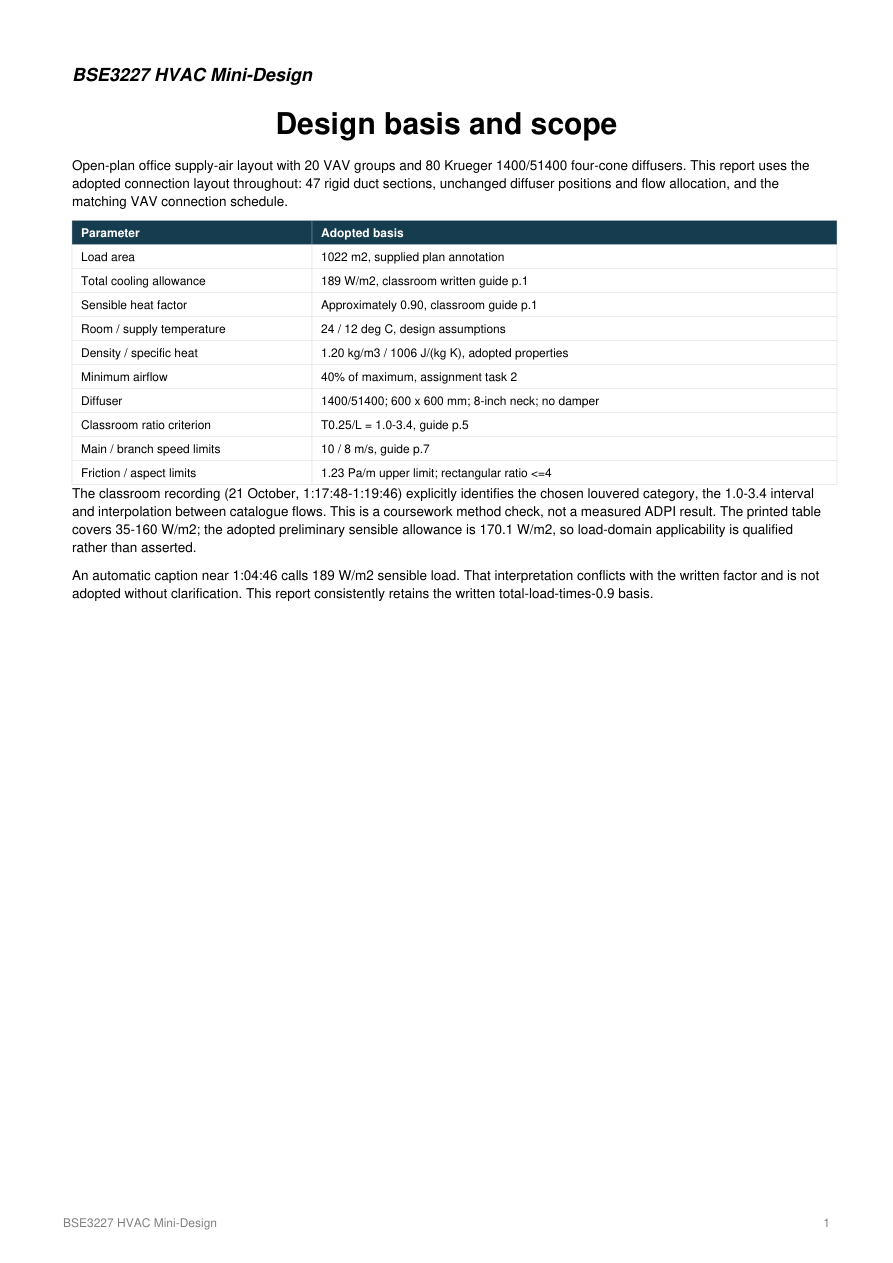 BSE3227 HVAC Mini-Design
Design basis and scope
Open-plan office supply-air layout with 20 VAV groups and 80 Krueger 1400/51400 four-cone diffusers. This report uses the
adopted connection layout throughout: 47 rigid duct sections, unchanged diffuser positions and flow allocation, and the
matching VAV connection schedule.
Parameter Adopted basis
Load area 1022 m2, supplied plan annotation
Total cooling allowance 189 W/m2, classroom written guide p.1
Sensible heat factor Approximately 0.90, classroom guide p.1
Room / supply temperature 24 / 12 deg C, design assumptions
Density / specific heat 1.20 kg/m3 / 1006 J/(kg K), adopted properties
Minimum airflow 40% of maximum, assignment task 2
Diffuser 1400/51400; 600 x 600 mm; 8-inch neck; no damper
Classroom ratio criterion T0.25/L = 1.0-3.4, guide p.5
Main / branch speed limits 10 / 8 m/s, guide p.7
Friction / aspect limits 1.23 Pa/m upper limit; rectangular ratio <=4
The classroom recording (21 October, 1:17:48-1:19:46) explicitly identifies the chosen louvered category, the 1.0-3.4 interval
and interpolation between catalogue flows. This is a coursework method check, not a measured ADPI result. The printed table
covers 35-160 W/m2; the adopted preliminary sensible allowance is 170.1 W/m2, so load-domain applicability is qualified
rather than asserted.
An automatic caption near 1:04:46 calls 189 W/m2 sensible load. That interpretation conflicts with the written factor and is not
adopted without clarification. This report consistently retains the written total-load-times-0.9 basis.
BSE3227 HVAC Mini-Design 1